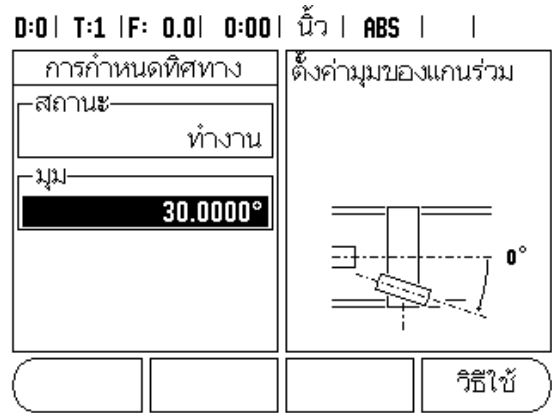 D:0 | T:1 | F: 0.0 | 0:00 | นิ้ว | ABS | |
การกำหนดทิศทาง
สถานะ
ทำงาน
มุม
30.0000°
ตั้งค่ามุมของแกนร่วม
0°
วิธีใช้